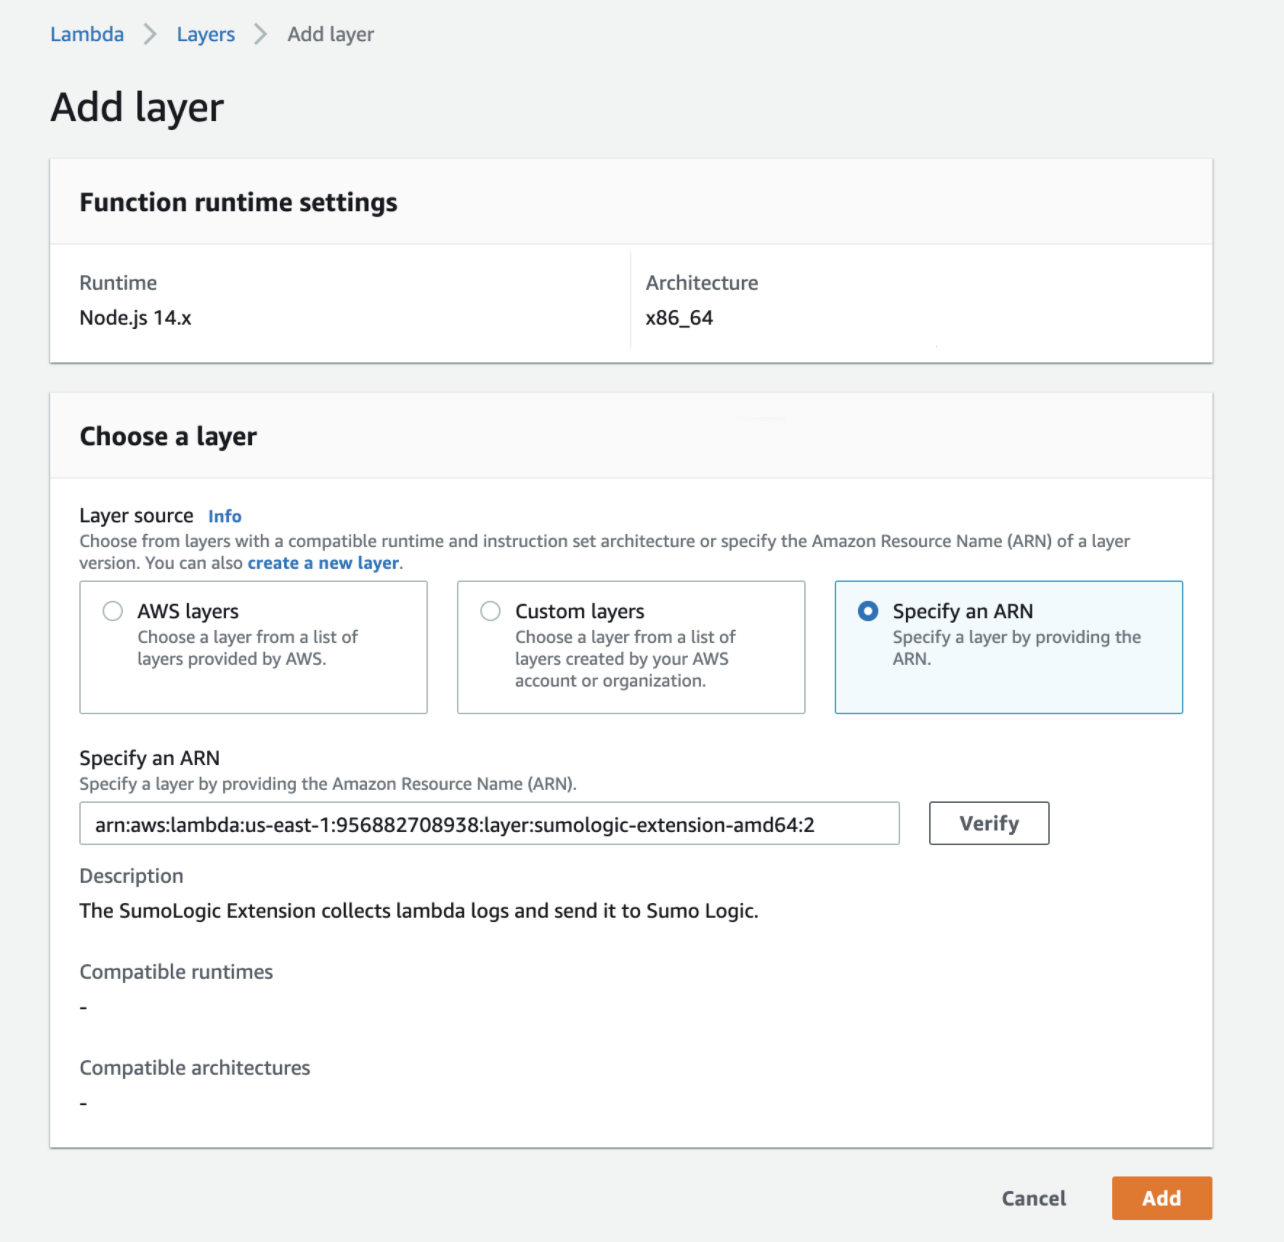 Lambda > Layers > Add layer
Add layer
Function runtime settings
Runtime
Node.js 14.x
Architecture
x86_64
Choose a layer
Layer source Info
Choose from layers with a compatible runtime and instruction set architecture or specify the Amazon Resource Name (ARN) of a layer
version. You can also create a new layer.
AWS layers
Choose a layer from a list of
layers provided by AWS.
Custom layers
Choose a layer from a list of
layers created by your AWS
account or organization.
Specify an ARN
Specify a layer by providing the
ARN.
Specify an ARN
Specify a layer by providing the Amazon Resource Name (ARN).
arn:aws:lambda:us-east-1:956882708938:layer:sumologic-extension-amd64:2
Verify
Description
The SumoLogic Extension collects lambda logs and send it to Sumo Logic.
Compatible runtimes
-
Compatible architectures
-
Cancel
Add